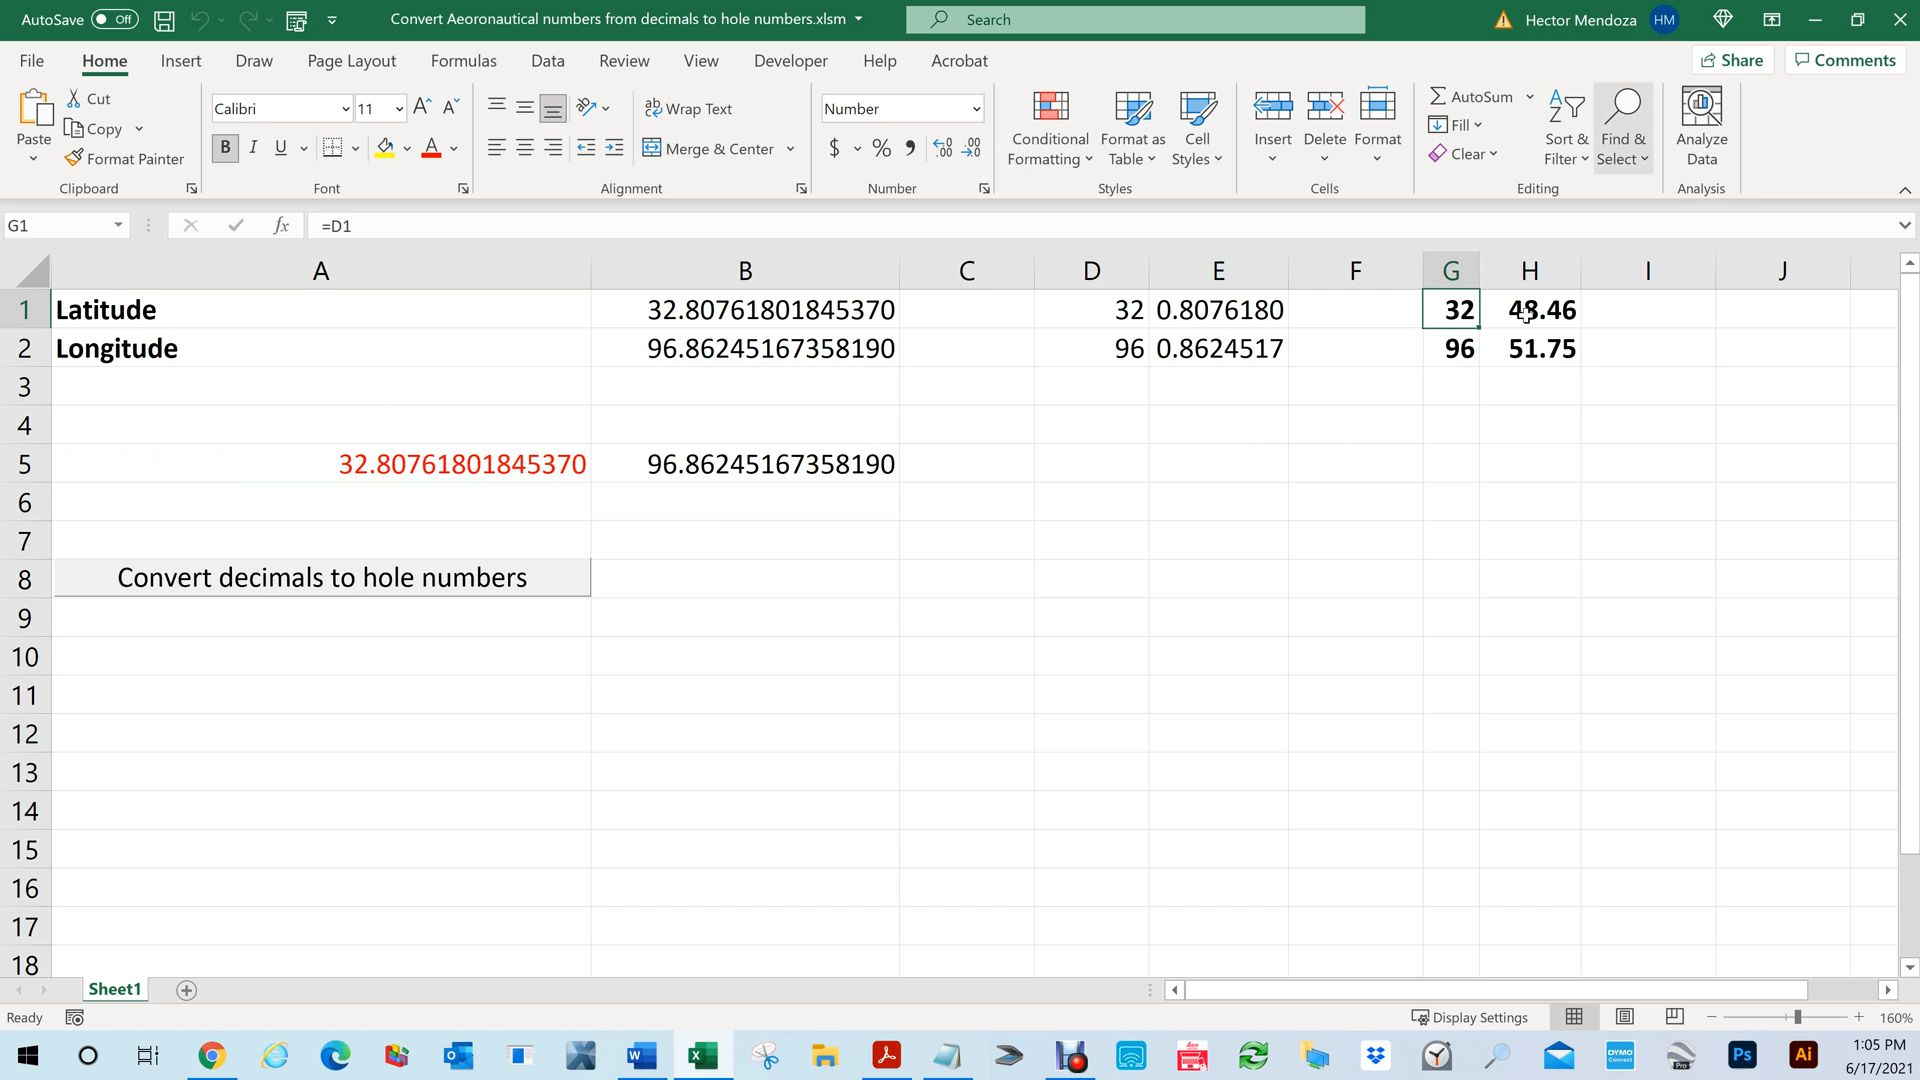 AutoSave Off Convert Aeoronautical numbers from decimals to hole numbers.xlsm Search Hector Mendoza HM
File Home Insert Draw Page Layout Formulas Data Review View Developer Help Acrobat Share Comments
Paste Cut Copy Format Painter
Calibri 11
B I U
Wrap Text
Merge & Center
Number
$ %
Conditional Formatting
Format as Table
Cell Styles
Insert Delete Format
AutoSum
Fill
Clear
Sort & Filter
Find & Select
Analyze Data
Clipboard Font Alignment Number Styles Cells Editing Analysis
G1 fx =D1
A B C D E F G H I J
1 Latitude 32.80761801845370 32 0.8076180 32 48.46
2 Longitude 96.86245167358190 96 0.8624517 96 51.75
3
4
5 32.80761801845370 96.86245167358190
6
7
8 Convert decimals to hole numbers
9
10
11
12
13
14
15
16
17
18
Sheet1
Ready Display Settings 160%
1:05 PM
6/17/2021